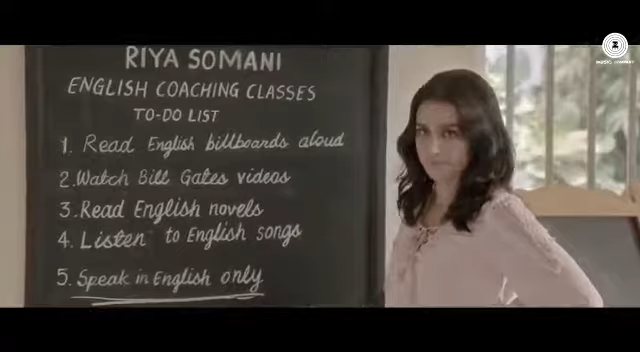 RIYA SOMANI
ENGLISH COACHING CLASSES
TO-DO LIST
1. Read English billboards aloud
2. Watch Bill Gates videos
3. Read English novels
4. Listen to English songs
5. Speak in English only